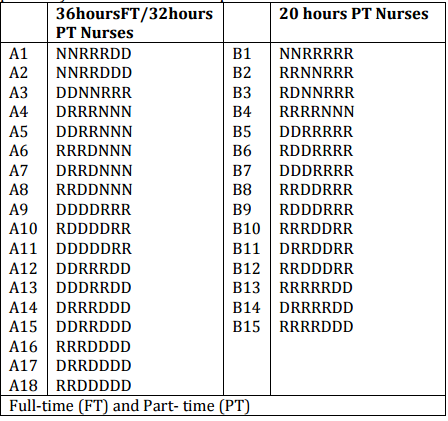 36hoursFT/32hours PT Nurses 20 hours PT Nurses
A1 NNRRRDD B1 NNRRRRR
A2 NNRRDDD B2 RRNNRRR
A3 DDNNRRR B3 RDNNRRR
A4 DRRRNNN B4 RRRRNNN
A5 DDRRNNN B5 DDRRRRR
A6 RRRDNNN B6 RDDRRRR
A7 DRRDNNN B7 DDDRRRR
A8 RRDDNNN B8 RRDDRRR
A9 DDDDRRR B9 RDDDRRR
A10 RDDDDRR B10 RRRDDRR
A11 DDDDDRR B11 DRRDDRR
A12 DDRRRDD B12 RRDDDRR
A13 DDDRRDD B13 RRRRRDD
A14 DRRRDDD B14 DRRRRDD
A15 DDRRDDD B15 RRRRDDD
A16 RRRDDDD
A17 DRRDDDD
A18 RRDDDDD
Full-time (FT) and Part- time (PT)